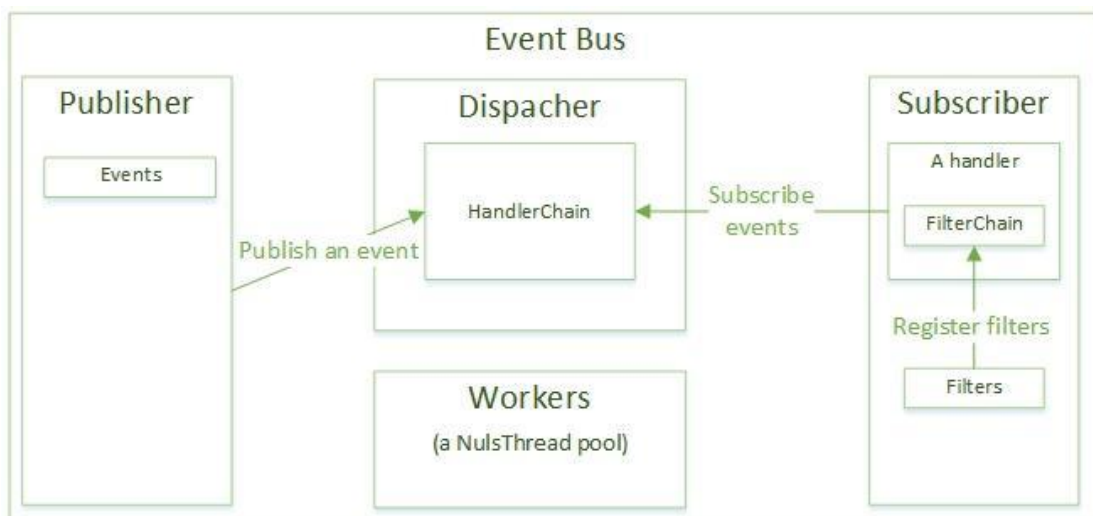 Event Bus
Publisher
Events
Publish an event
Dispacher
HandlerChain
Workers
(a NulsThread pool)
Subscribe
events
Subscriber
A handler
FilterChain
Register filters
Filters